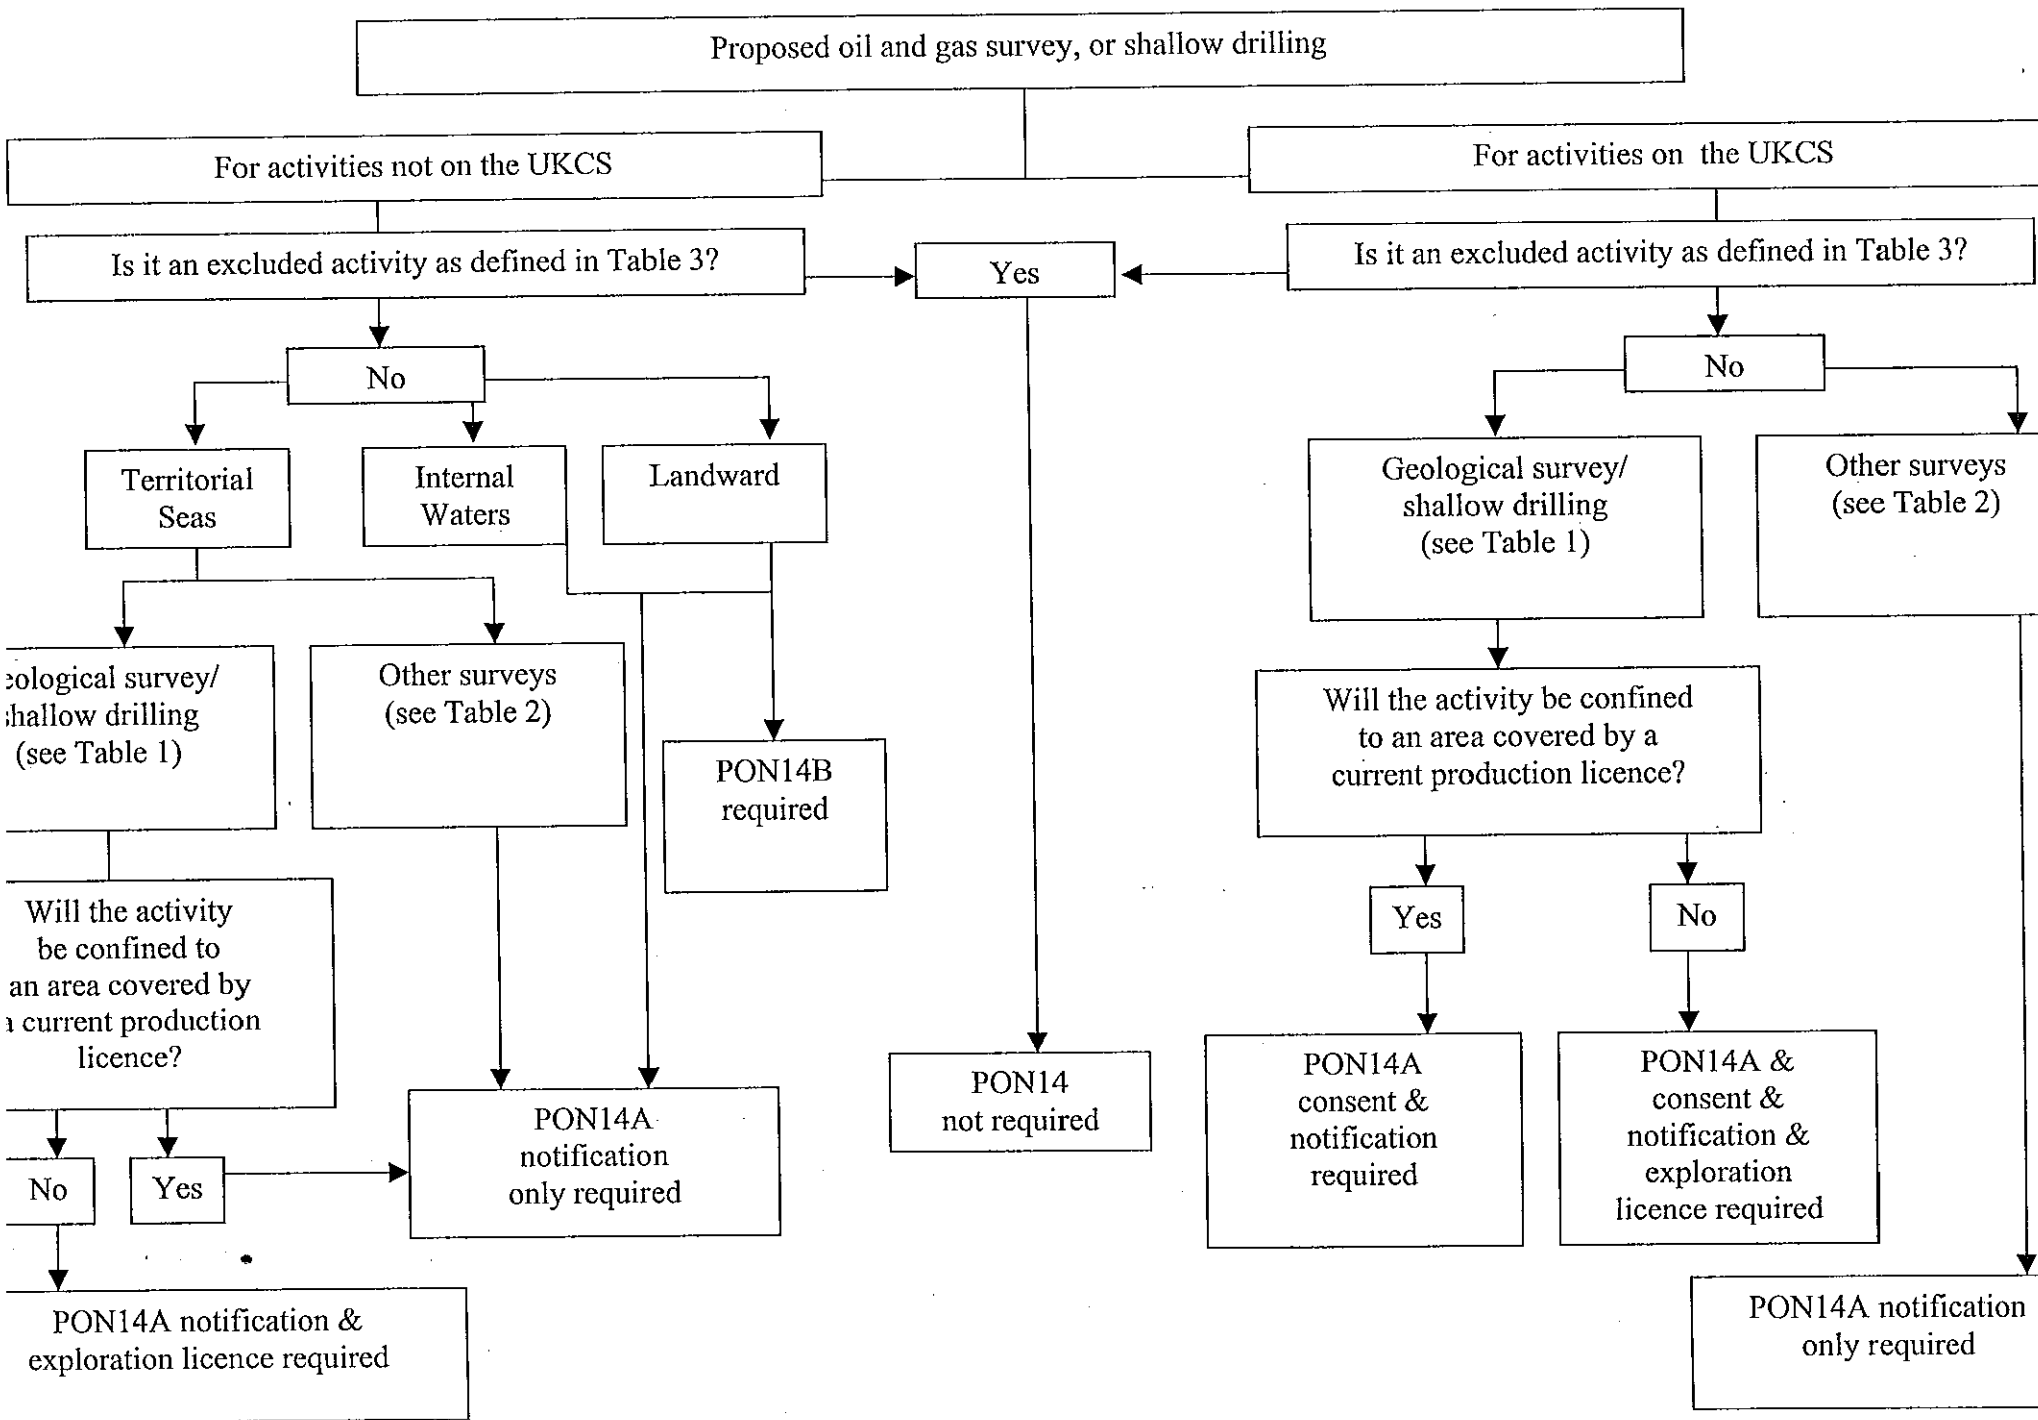 Proposed oil and gas survey, or shallow drilling
For activities not on the UKCS
For activities on the UKCS
Is it an excluded activity as defined in Table 3?
Yes
Is it an excluded activity as defined in Table 3?
No
No
Territorial
Seas
Internal
Waters
Landward
Geological survey/
shallow drilling
(see Table 1)
Other surveys
(see Table 2)
eological survey/
hallow drilling
(see Table 1)
Other surveys
(see Table 2)
PON14B
required
Will the activity be confined
to an area covered by a
current production licence?
Will the activity
be confined to
an area covered by
a current production
licence?
Yes
No
No
Yes
PON14A
notification
only required
PON14
not required
PON14A
consent &
notification
required
PON14A &
consent &
notification &
exploration
licence required
PON14A notification &
exploration licence required
PON14A notification
only required